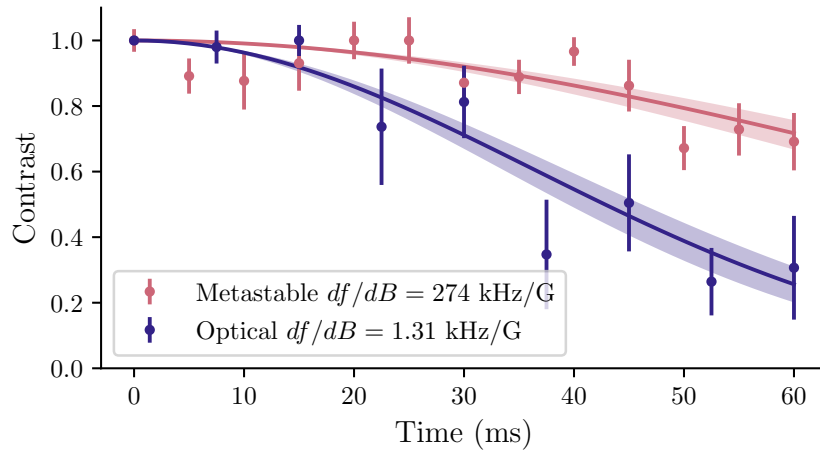 1.0
0.8
0.6
0.4
0.2
0.0
Contrast
Metastable df/dB = 274 kHz/G
Optical df/dB = 1.31 kHz/G
0 10 20 30 40 50 60
Time (ms)